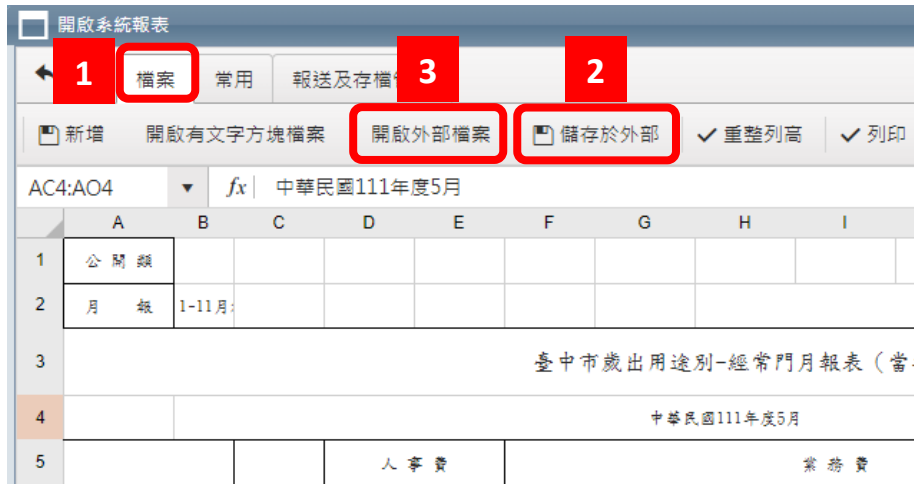 開啟系統報表
1 檔案 常用 報送及存檔 3 2
新增 開啟有文字方塊檔案 開啟外部檔案 儲存於外部 重整列高 列印
AC4:AO4 fx 中華民國111年度5月
A B C D E F G H I
1 公開類
2 月 報 1-11月
3 臺中市歲出用途別-經常門月報表（當
4 中華民國111年度5月
5 人事費 業務費